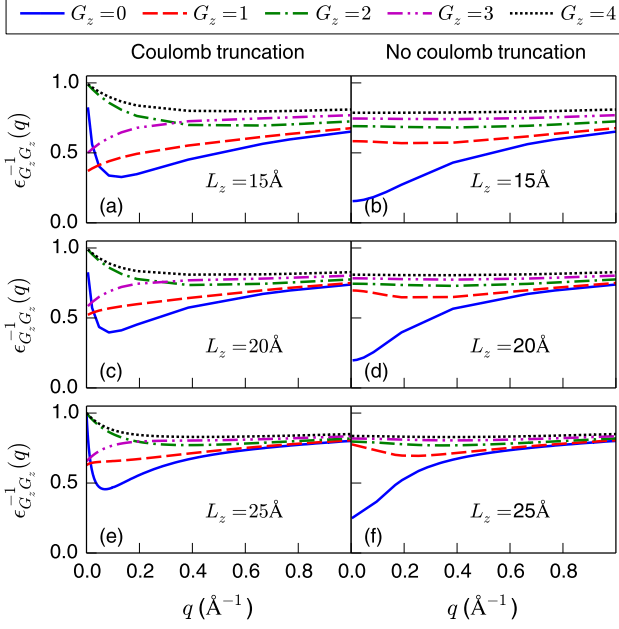 G_z=0 G_z=1 G_z=2 G_z=3 G_z=4
Coulomb truncation No coulomb truncation
1.0
0.5
0.0
ϵ⁻¹_{G_zG_z}(q)
(a) L_z=15Å
(b) L_z=15Å
1.0
0.5
0.0
ϵ⁻¹_{G_zG_z}(q)
(c) L_z=20Å
(d) L_z=20Å
1.0
0.5
0.0
ϵ⁻¹_{G_zG_z}(q)
(e) L_z=25Å
(f) L_z=25Å
0.0 0.2 0.4 0.6 0.8 0.0 0.2 0.4 0.6 0.8
q (Å⁻¹) q (Å⁻¹)